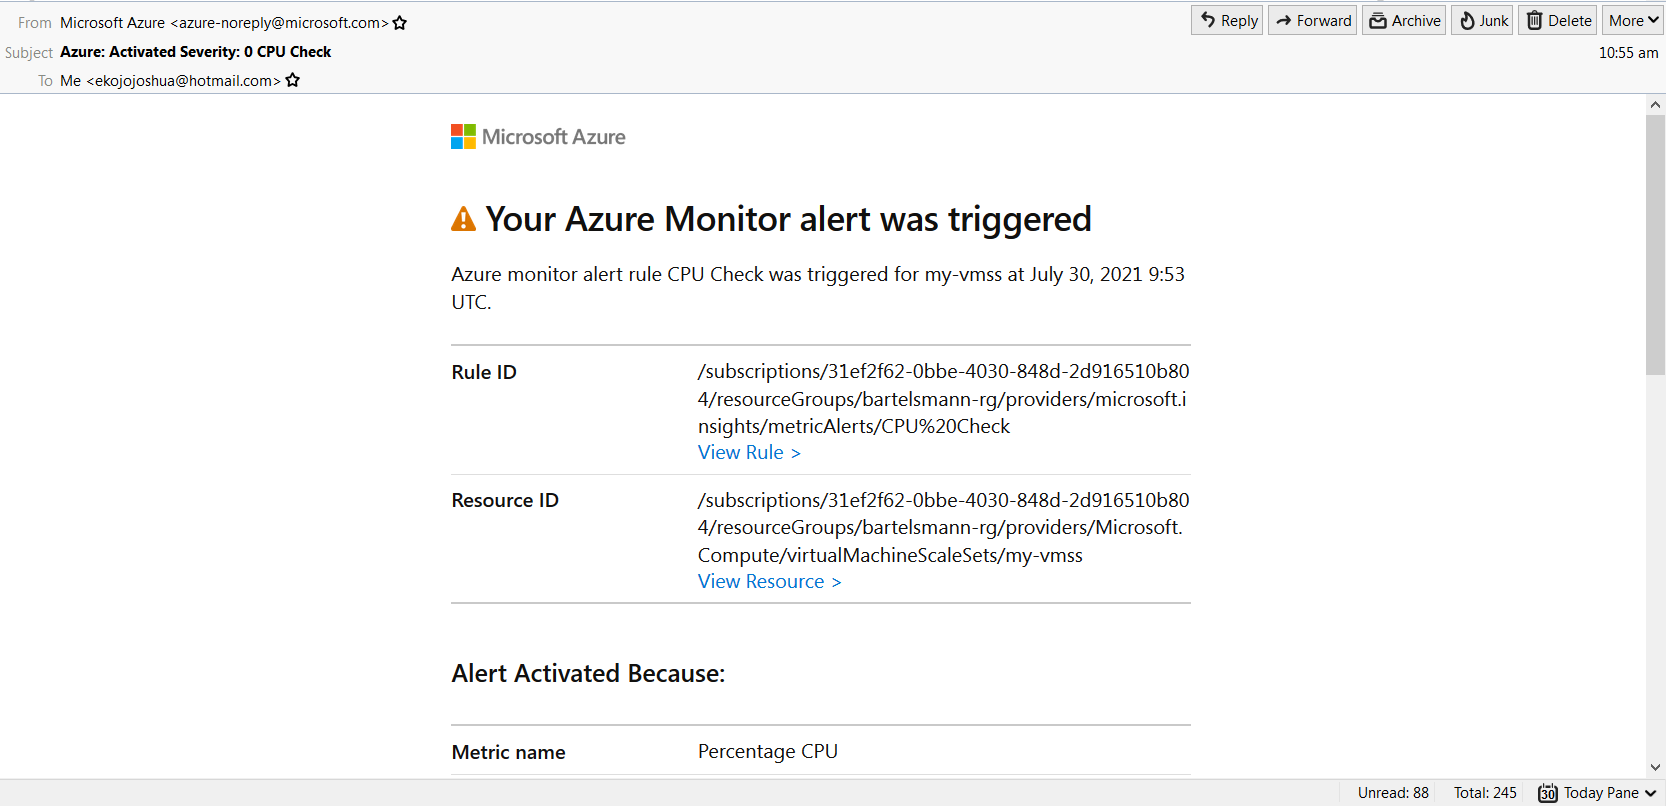 From Microsoft Azure <azure-noreply@microsoft.com>
Reply Forward Archive Junk Delete More
Subject Azure: Activated Severity: 0 CPU Check
10:55 am
To Me <ekojojoshua@hotmail.com>
Microsoft Azure
Your Azure Monitor alert was triggered
Azure monitor alert rule CPU Check was triggered for my-vmss at July 30, 2021 9:53
UTC.
Rule ID
/subscriptions/31ef2f62-0bbe-4030-848d-2d916510b80
4/resourceGroups/bartelsmann-rg/providers/microsoft.i
nsights/metricAlerts/CPU%20Check
View Rule >
Resource ID
/subscriptions/31ef2f62-0bbe-4030-848d-2d916510b80
4/resourceGroups/bartelsmann-rg/providers/Microsoft.
Compute/virtualMachineScaleSets/my-vmss
View Resource >
Alert Activated Because:
Metric name Percentage CPU
Unread: 88 Total: 245 30 Today Pane